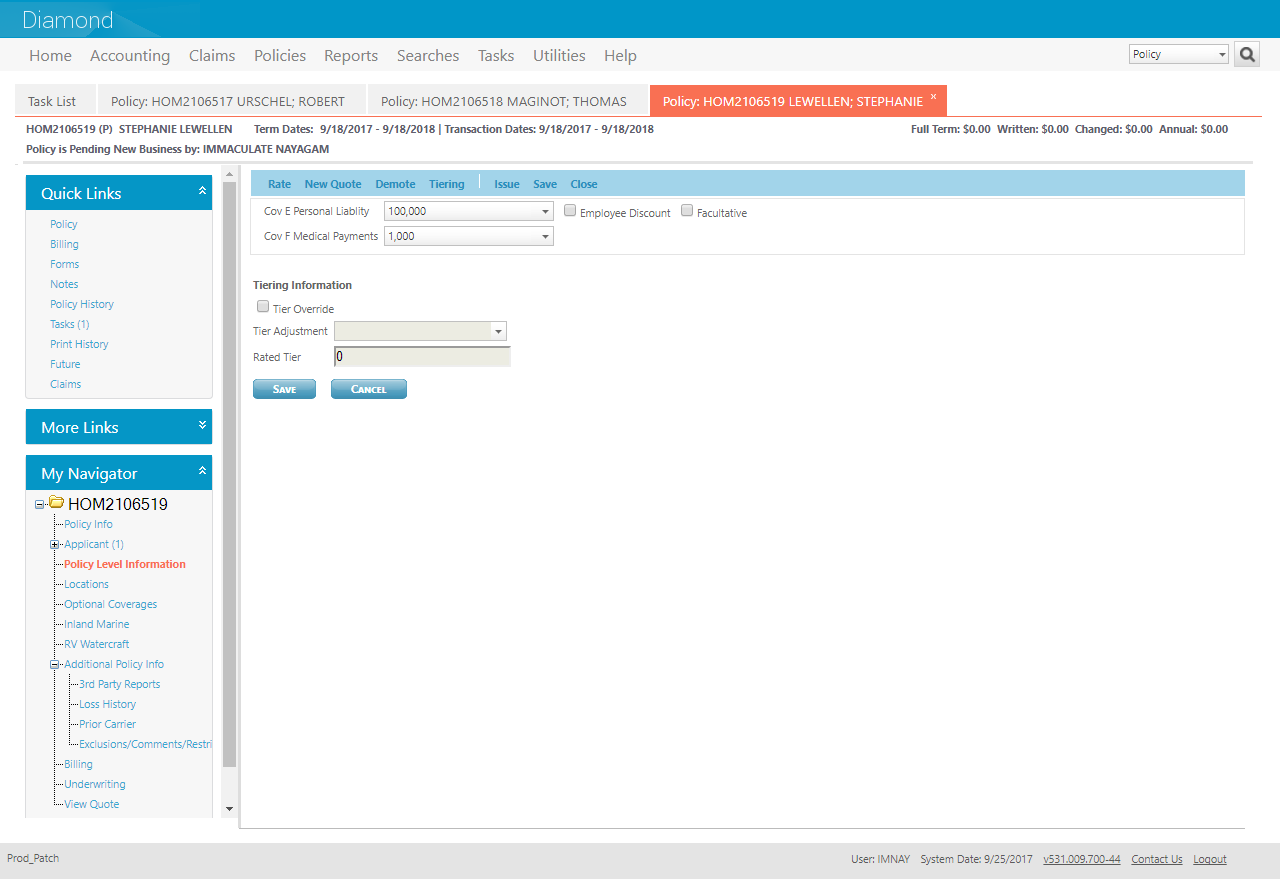 Diamond
Home Accounting Claims Policies Reports Searches Tasks Utilities Help Policy
Task List Policy: HOM2106517 URSCHEL; ROBERT Policy: HOM2106518 MAGINOT; THOMAS Policy: HOM2106519 LEWELLEN; STEPHANIE x
HOM2106519 (P) STEPHANIE LEWELLEN Term Dates: 9/18/2017 - 9/18/2018 | Transaction Dates: 9/18/2017 - 9/18/2018 Full Term: $0.00 Written: $0.00 Changed: $0.00 Annual: $0.00
Policy is Pending New Business by: IMMACULATE NAYAGAM
Quick Links
Policy
Billing
Forms
Notes
Policy History
Tasks (1)
Print History
Future
Claims
More Links
My Navigator
HOM2106519
Policy Info
Applicant (1)
Policy Level Information
Locations
Optional Coverages
Inland Marine
RV Watercraft
Additional Policy Info
3rd Party Reports
Loss History
Prior Carrier
Exclusions/Comments/Restri
Billing
Underwriting
View Quote
Rate New Quote Demote Tiering Issue Save Close
Cov E Personal Liablity 100,000 Employee Discount Facultative
Cov F Medical Payments 1,000
Tiering Information
Tier Override
Tier Adjustment
Rated Tier 0
Save Cancel
Prod_Patch User: IMNAY System Date: 9/25/2017 v531.009.700-44 Contact Us Logout